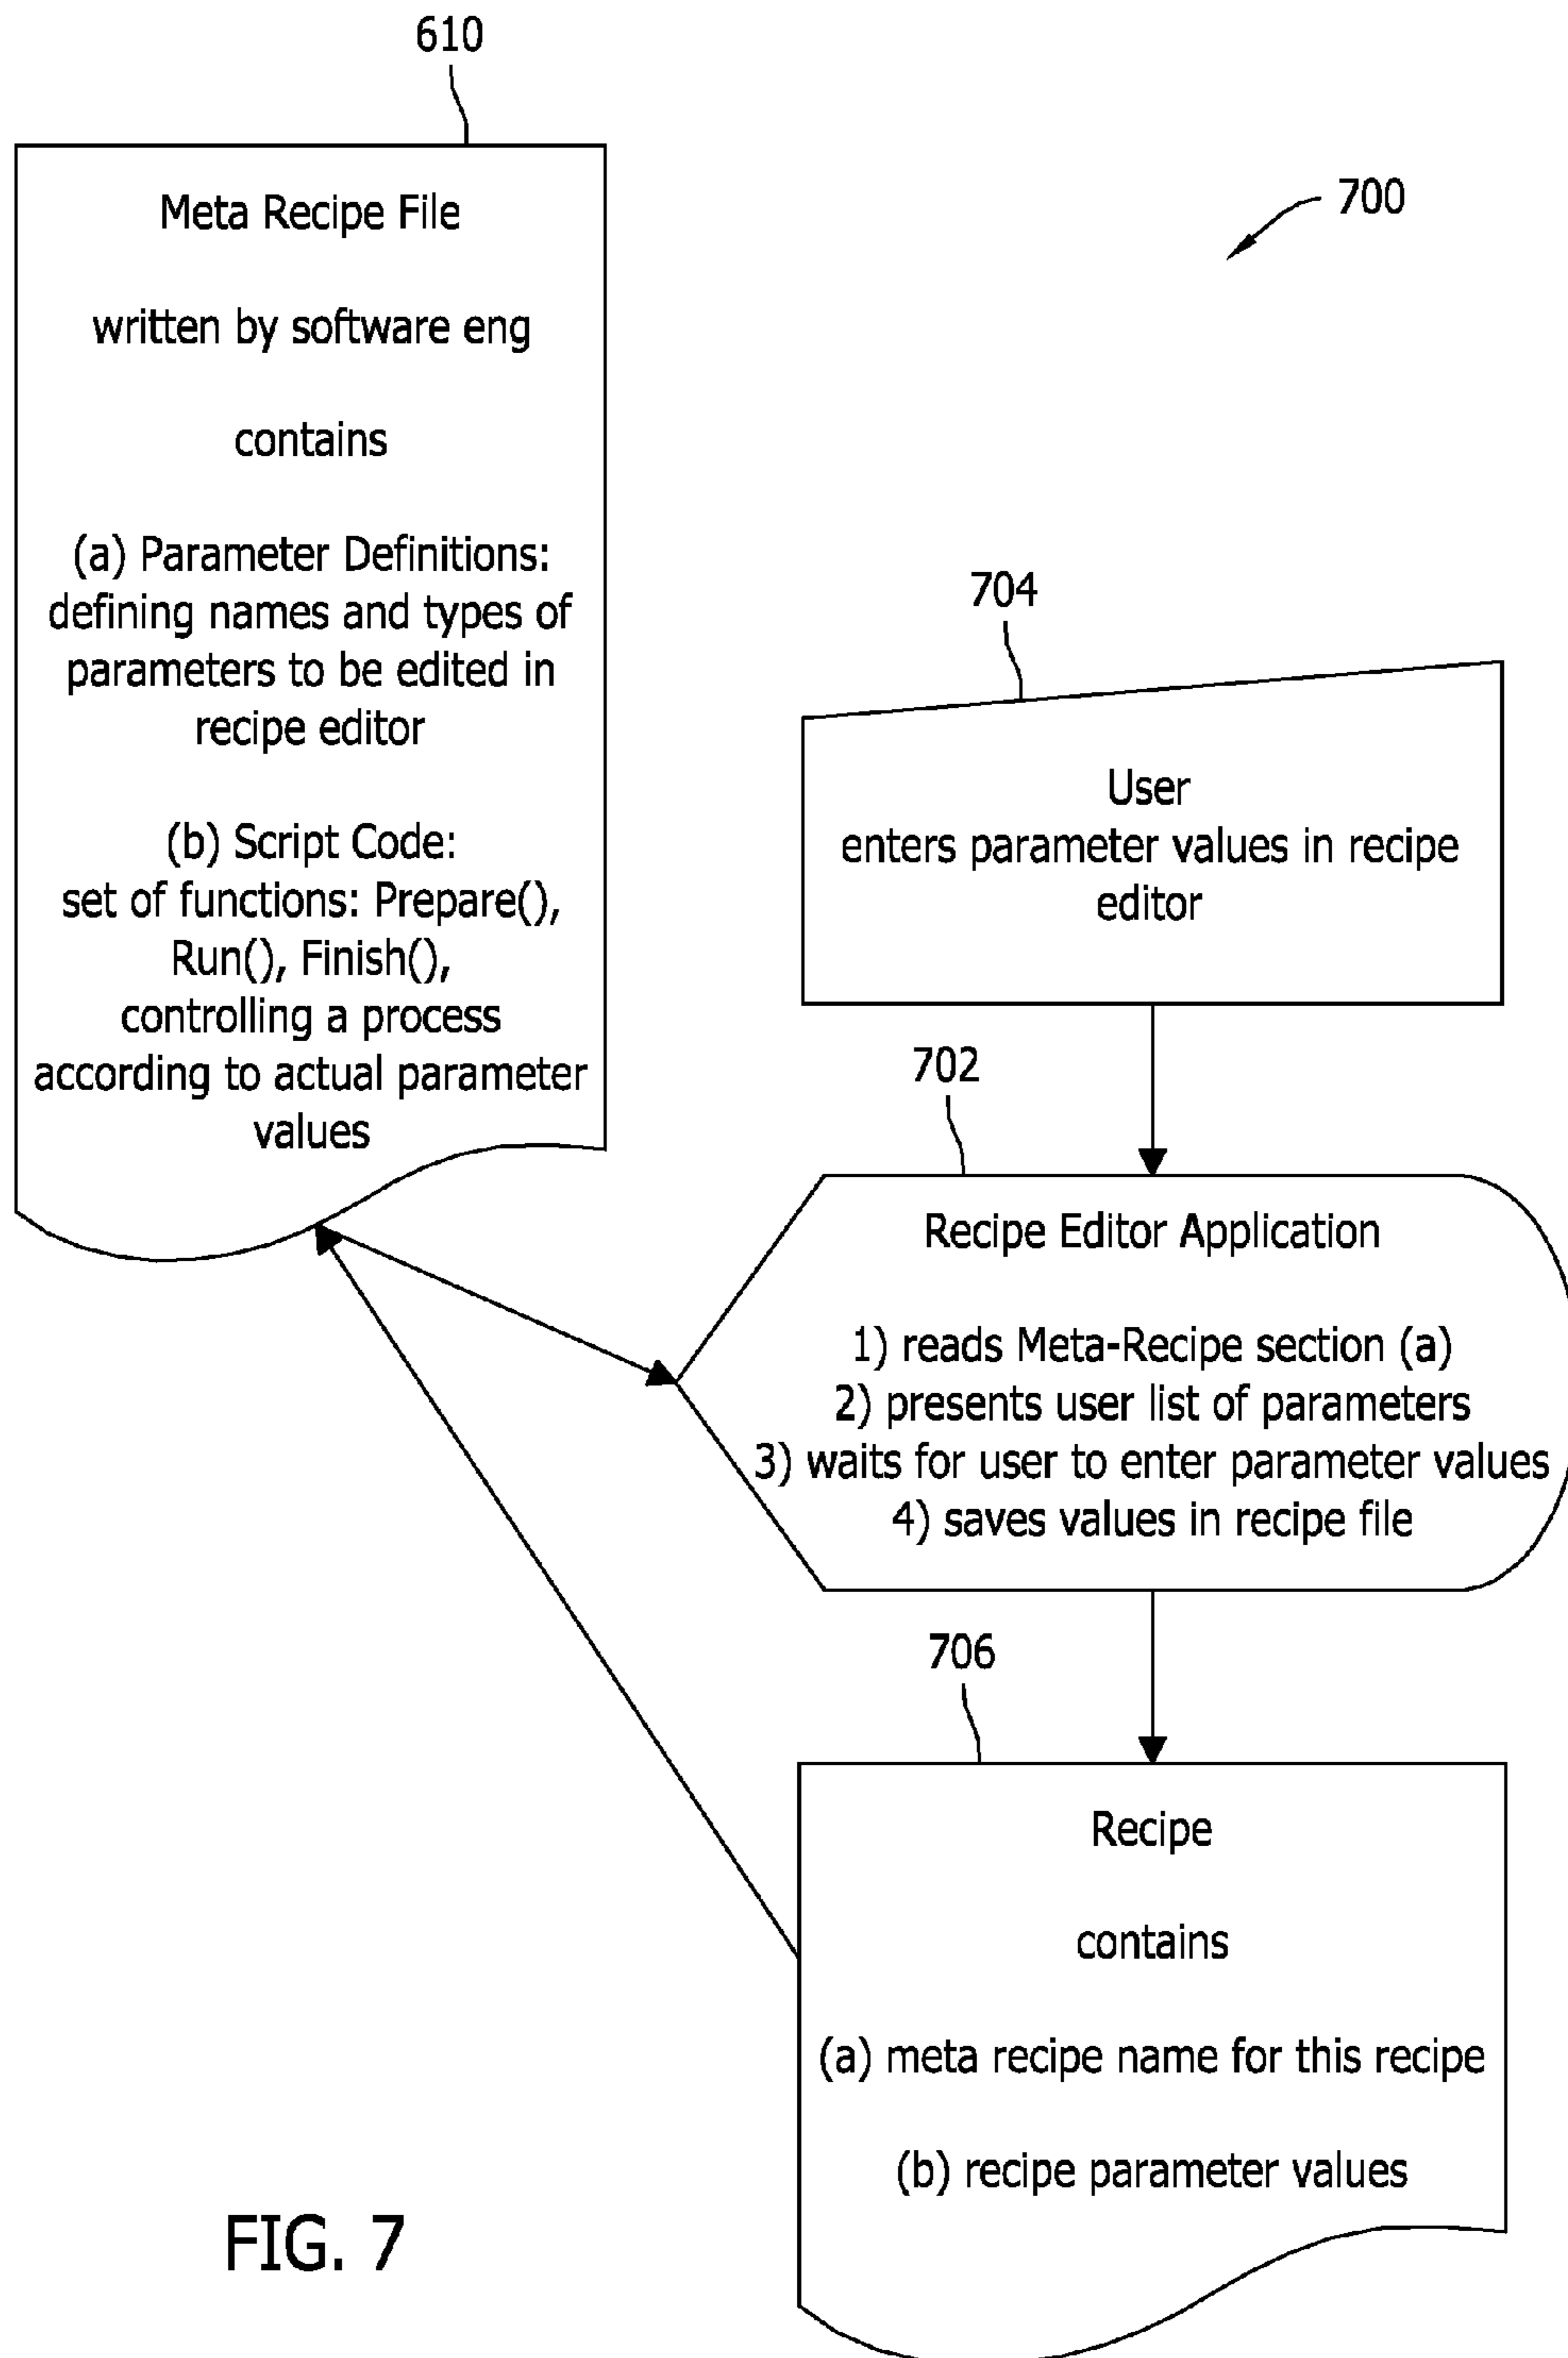 610
Meta Recipe File
written by software eng
contains
(a) Parameter Definitions:
defining names and types of
parameters to be edited in
recipe editor
(b) Script Code:
set of functions: Prepare(),
Run(), Finish(),
controlling a process
according to actual parameter
values
700
704
User
enters parameter values in recipe
editor
702
Recipe Editor Application
1) reads Meta-Recipe section (a)
2) presents user list of parameters
3) waits for user to enter parameter values
4) saves values in recipe file
706
Recipe
contains
(a) meta recipe name for this recipe
(b) recipe parameter values
FIG. 7